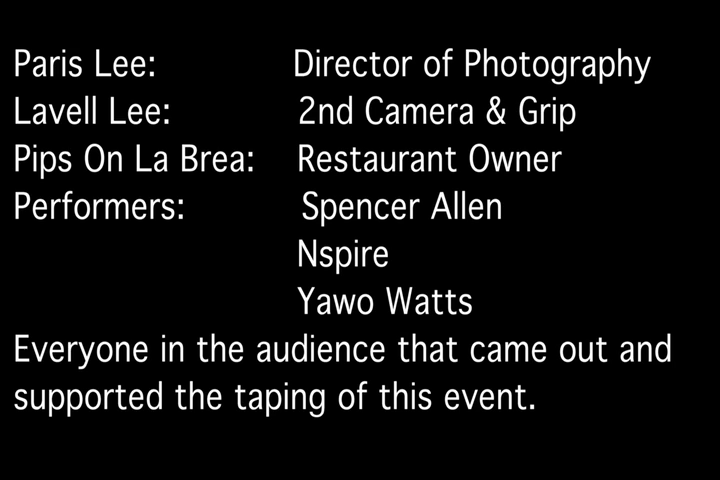 Paris Lee: Director of Photography
Lavell Lee: 2nd Camera & Grip
Pips On La Brea: Restaurant Owner
Performers: Spencer Allen
Nspire
Yawo Watts
Everyone in the audience that came out and
supported the taping of this event.